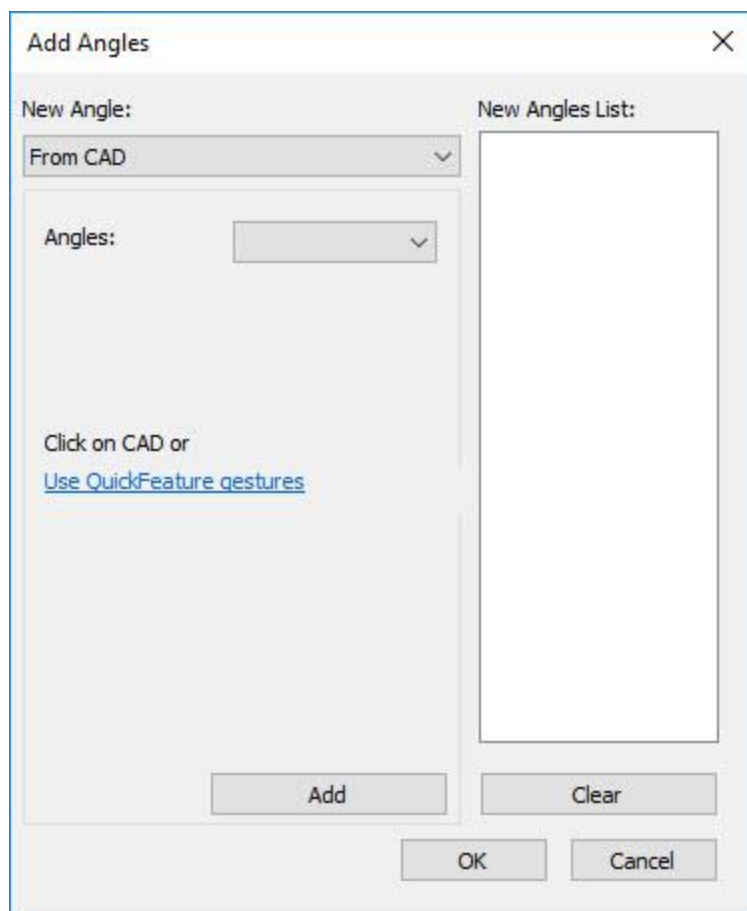 Add Angles
New Angle:
From CAD
Angles:
Click on CAD or
Use QuickFeature gestures
Add
New Angles List:
Clear
OK
Cancel